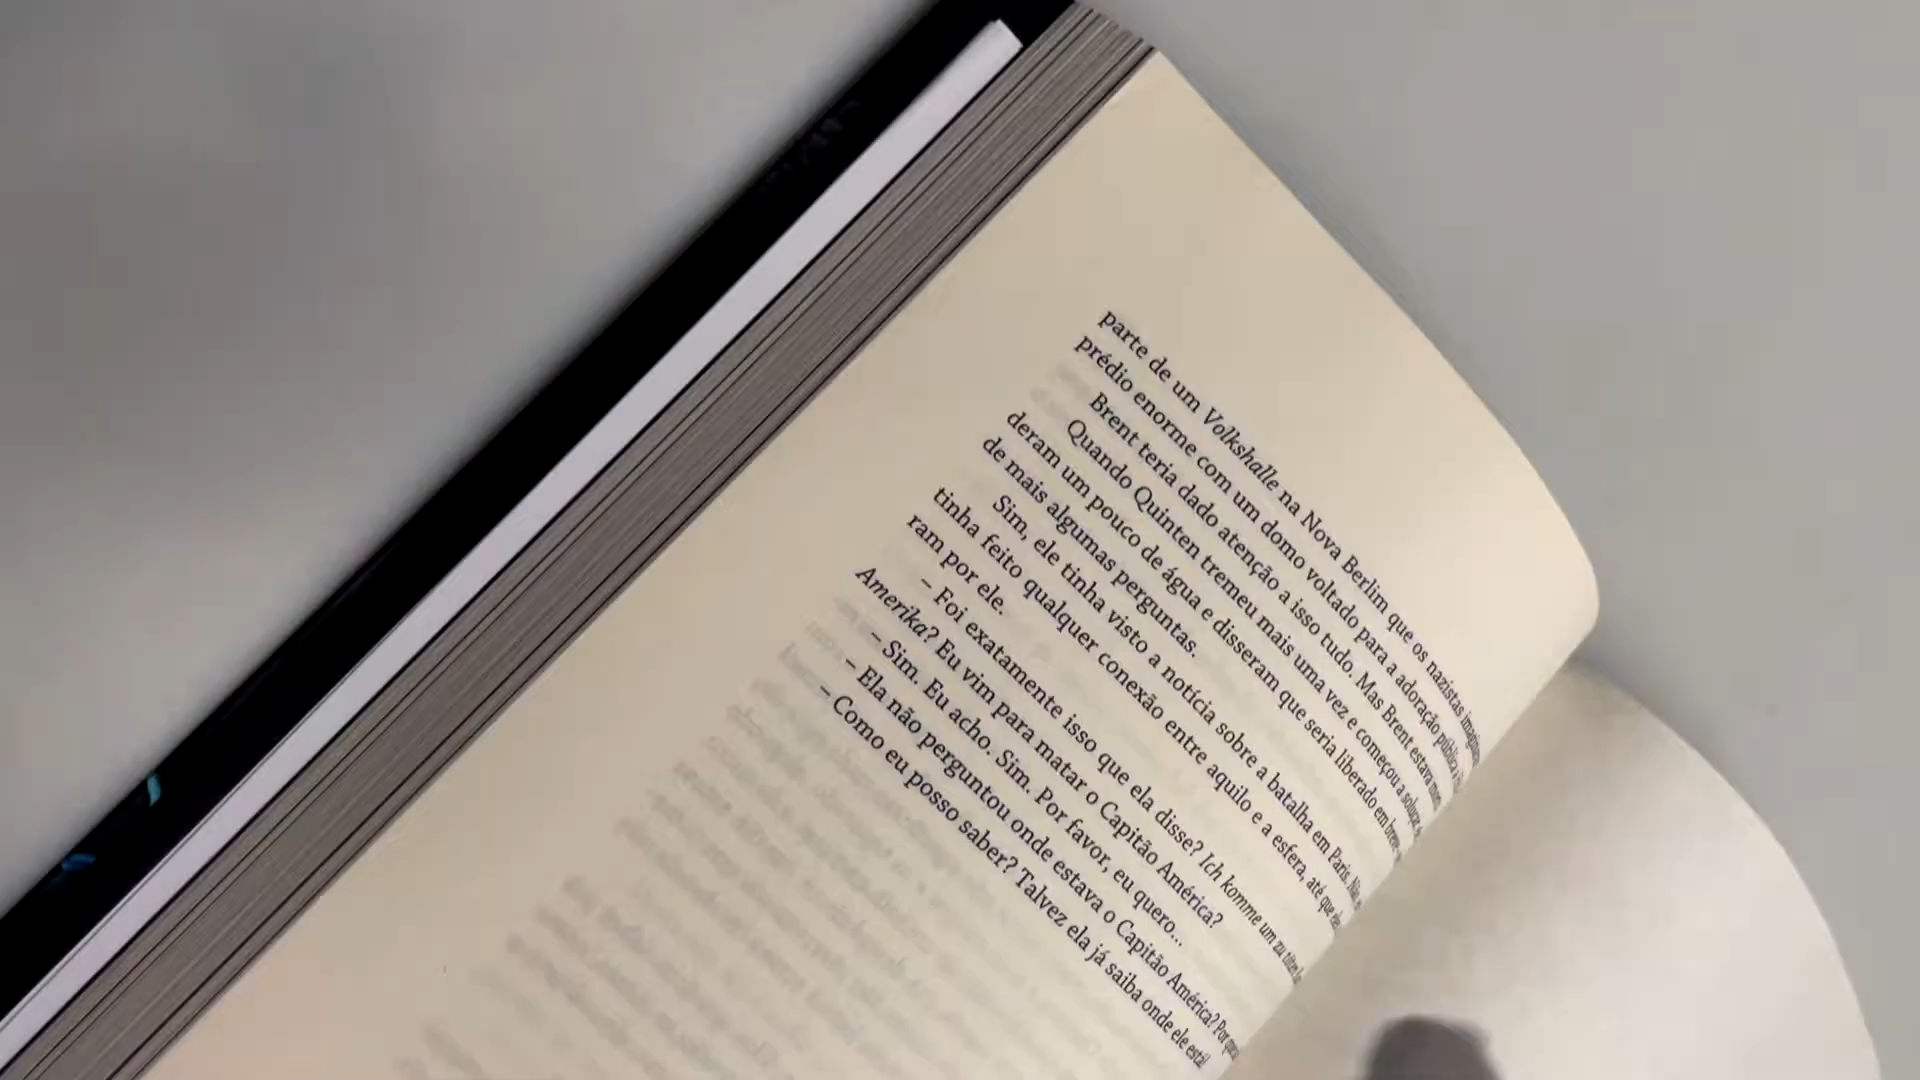 parte de um Volkshalle na Nova Berlim que os nazistas
prédio enorme com um domo voltado para a adoração pública
Brent teria dado atenção a isso tudo. Mas Brent estava
Quando Quinten tremeu mais uma vez e começou a soluçar,
deram um pouco de água e disseram que seria liberado em
de mais algumas perguntas.
Sim, ele tinha visto a notícia sobre a batalha em Paris. Não
tinha feito qualquer conexão entre aquilo e a esfera, até que
ram por ele.
– Foi exatamente isso que ela disse? Ich komme um zu töten
Amerika? Eu vim para matar o Capitão América?
– Sim. Eu acho. Sim. Por favor, eu quero...
– Ela não perguntou onde estava o Capitão América? Por
– Como eu posso saber? Talvez ela já saiba onde ele está!